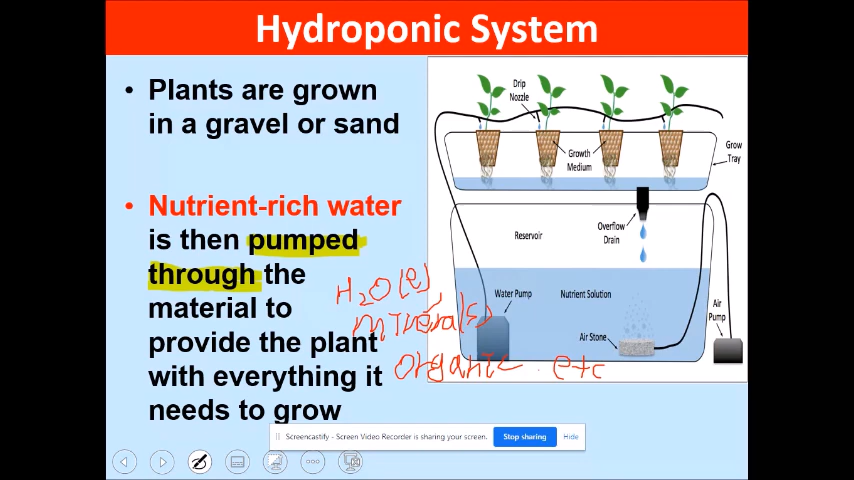 Hydroponic System
• Plants are grown
in a gravel or sand
• Nutrient-rich water
is then pumped
through the
material to
provide the plant
with everything it
needs to grow
Drip
Nozzle
Growth
Medium
Grow
Tray
Overflow
Drain
Reservoir
Water Pump
Nutrient Solution
Air
Pump
Air Stone
H2O(l)
minerals
organic . etc
Screencastify - Screen Video Recorder is sharing your screen.
Stop sharing
Hide